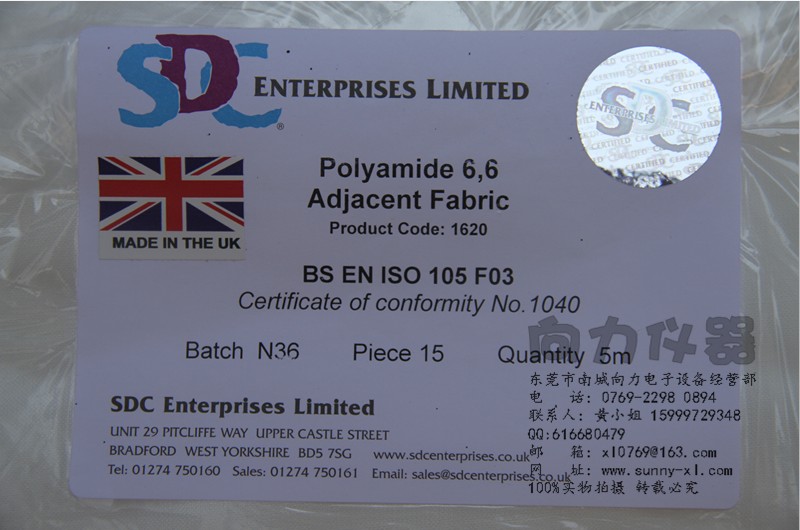 SDC ENTERPRISES LIMITED
®
SDC ENTERPRISES LIMITED
CERTIFIED
Polyamide 6,6
Adjacent Fabric
Product Code: 1620
MADE IN THE UK
BS EN ISO 105 F03
Certificate of conformity No.1040
Batch N36 Piece 15 Quantity 5m
SDC Enterprises Limited
UNIT 29 PITCLIFFE WAY UPPER CASTLE STREET
BRADFORD WEST YORKSHIRE BD5 7SG www.sdcenterprises.co.uk
Tel: 01274 750160 Sales: 01274 750161 Email: sales@sdcenterprises.co.uk
向力仪器
东莞市南城向力电子设备经营部
电 话: 0769-2298 0894
联系人: 黄小姐 15999729348
QQ:616680479
邮 箱: xl0769@163.com
网 址: www.sunny-xl.com
100%实物拍摄 转载必究